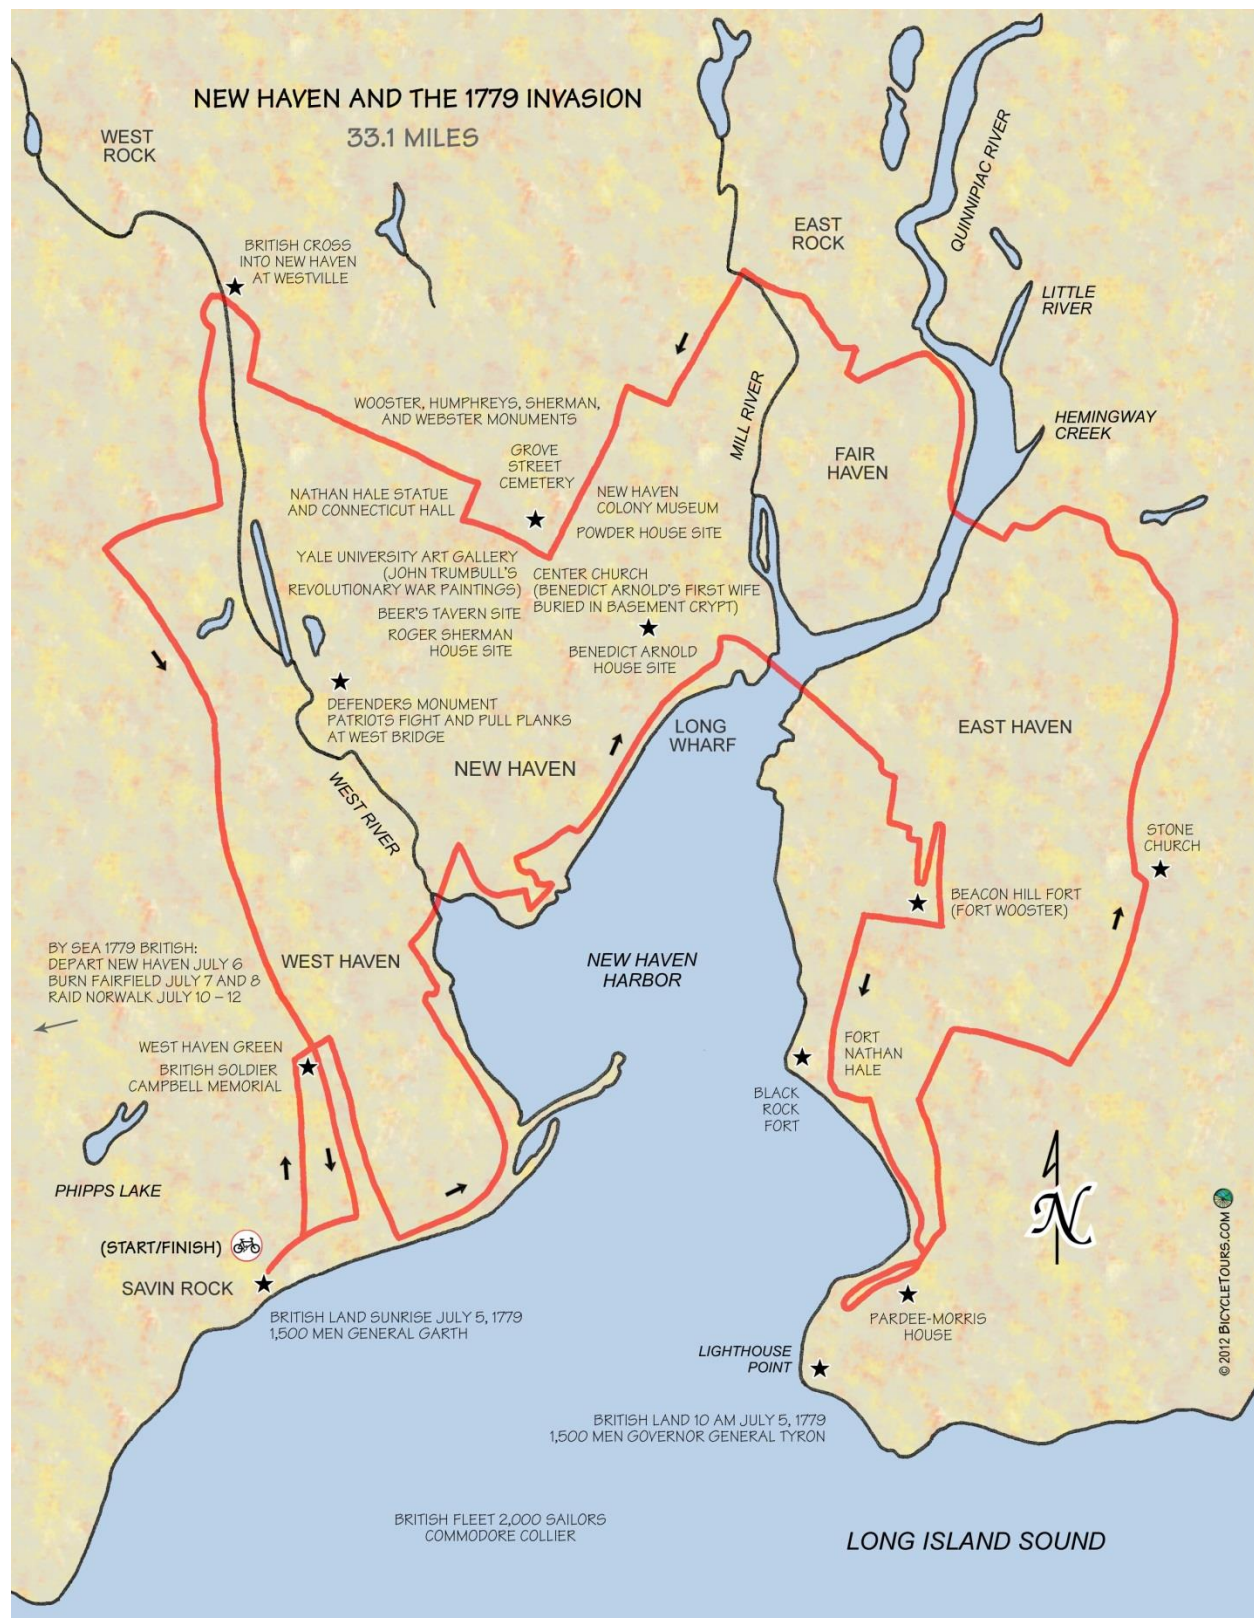 NEW HAVEN AND THE 1779 INVASION
33.1 MILES
WEST
ROCK
BRITISH CROSS
INTO NEW HAVEN
AT WESTVILLE
EAST
ROCK
QUINNIPIAC RIVER
LITTLE
RIVER
HEMINGWAY
CREEK
MILL RIVER
FAIR
HAVEN
WOOSTER, HUMPHREYS, SHERMAN,
AND WEBSTER MONUMENTS
GROVE
STREET
CEMETERY
NATHAN HALE STATUE
AND CONNECTICUT HALL
NEW HAVEN
COLONY MUSEUM
POWDER HOUSE SITE
YALE UNIVERSITY ART GALLERY
(JOHN TRUMBULL'S
REVOLUTIONARY WAR PAINTINGS)
CENTER CHURCH
(BENEDICT ARNOLD'S FIRST WIFE
BURIED IN BASEMENT CRYPT)
BEER'S TAVERN SITE
ROGER SHERMAN
HOUSE SITE
BENEDICT ARNOLD
HOUSE SITE
DEFENDERS MONUMENT
PATRIOTS FIGHT AND PULL PLANKS
AT WEST BRIDGE
LONG
WHARF
EAST HAVEN
NEW HAVEN
WEST RIVER
STONE
CHURCH
BEACON HILL FORT
(FORT WOOSTER)
BY SEA 1779 BRITISH:
DEPART NEW HAVEN JULY 6
BURN FAIRFIELD JULY 7 AND 8
RAID NORWALK JULY 10 – 12
WEST HAVEN
NEW HAVEN
HARBOR
WEST HAVEN GREEN
BRITISH SOLDIER
CAMPBELL MEMORIAL
FORT
NATHAN
HALE
BLACK
ROCK
FORT
PHIPPS LAKE
(START/FINISH)
SAVIN ROCK
N
© 2012 BICYCLETOURS.COM
BRITISH LAND SUNRISE JULY 5, 1779
1,500 MEN GENERAL GARTH
PARDEE-MORRIS
HOUSE
LIGHTHOUSE
POINT
BRITISH LAND 10 AM JULY 5, 1779
1,500 MEN GOVERNOR GENERAL TYRON
BRITISH FLEET 2,000 SAILORS
COMMODORE COLLIER
LONG ISLAND SOUND